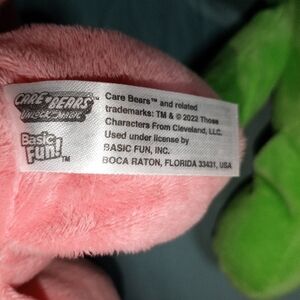 CARE BEARS
UNLOCK THE MAGIC
Basic
Fun!™
Care Bears™ and related
trademarks: TM & © 2022 Those
Characters From Cleveland, LLC.
Used under license by
BASIC FUN, INC.
BOCA RATON, FLORIDA 33431, USA